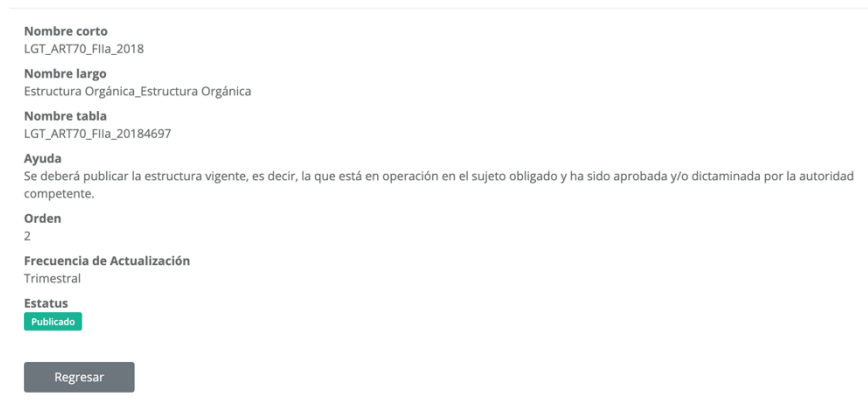 Nombre corto
LGT_ART70_FIIa_2018
Nombre largo
Estructura Orgánica_Estructura Orgánica
Nombre tabla
LGT_ART70_FIIa_20184697
Ayuda
Se deberá publicar la estructura vigente, es decir, la que está en operación en el sujeto obligado y ha sido aprobada y/o dictaminada por la autoridad
competente.
Orden
2
Frecuencia de Actualización
Trimestral
Estatus
Publicado
Regresar